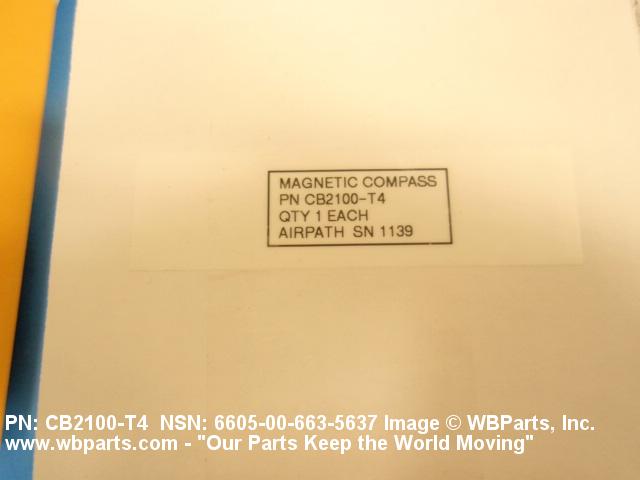 MAGNETIC COMPASS
PN CB2100-T4
QTY 1 EACH
AIRPATH SN 1139
PN: CB2100-T4 NSN: 6605-00-663-5637 Image © WBParts, Inc.
www.wbparts.com - "Our Parts Keep the World Moving"